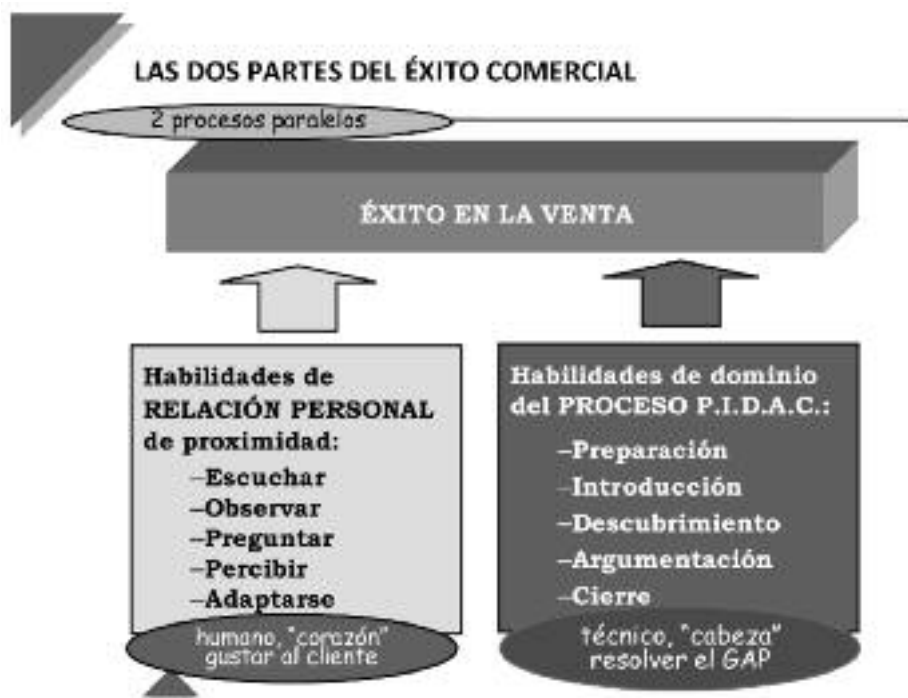 LAS DOS PARTES DEL ÉXITO COMERCIAL
2 procesos paralelos
ÉXITO EN LA VENTA
Habilidades de
RELACIÓN PERSONAL
de proximidad:
–Escuchar
–Observar
–Preguntar
–Percibir
–Adaptarse
humano, "corazón"
gustar al cliente
Habilidades de dominio
del PROCESO P.I.D.A.C.:
–Preparación
–Introducción
–Descubrimiento
–Argumentación
–Cierre
técnico, "cabeza"
resolver el GAP